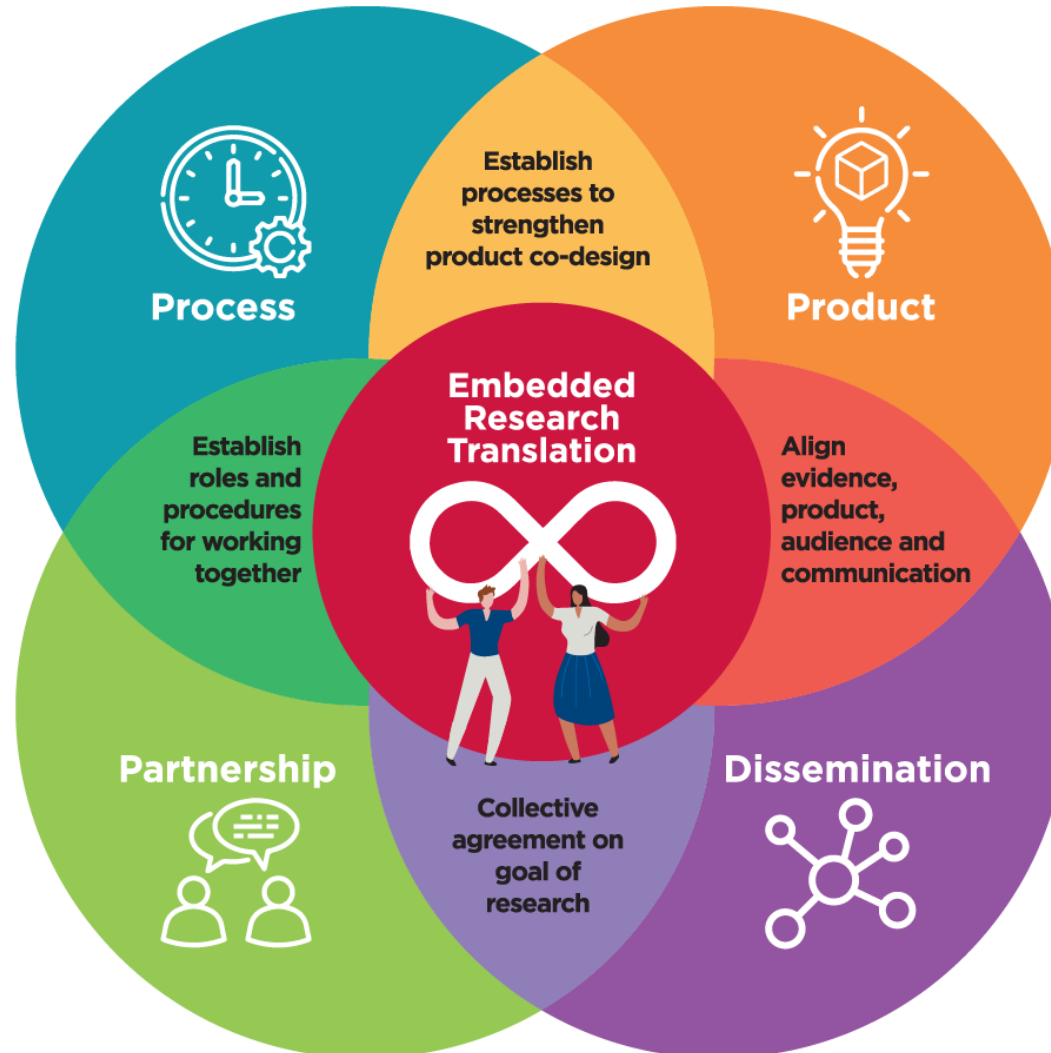 Establish
processes to
strengthen
product co-design
Process
Product
Embedded
Research
Translation
Establish
roles and
procedures
for working
together
Align
evidence,
product,
audience and
communication
Partnership
Dissemination
Collective
agreement on
goal of
research